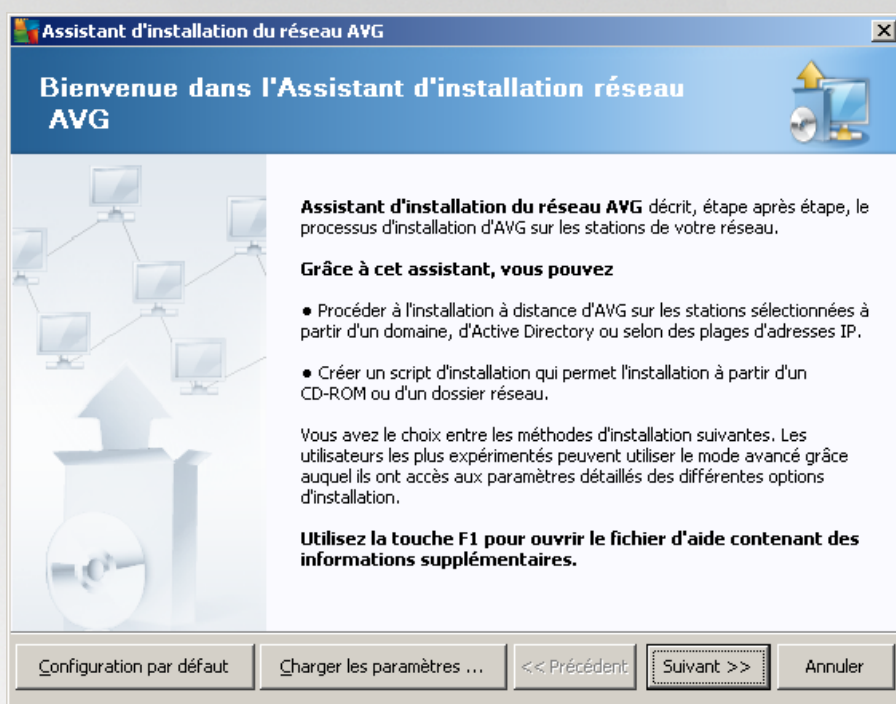 Assistant d'installation du réseau AVG
Bienvenue dans l'Assistant d'installation réseau
AVG
Assistant d'installation du réseau AVG décrit, étape après étape, le
processus d'installation d'AVG sur les stations de votre réseau.
Grâce à cet assistant, vous pouvez
● Procéder à l'installation à distance d'AVG sur les stations sélectionnées à
partir d'un domaine, d'Active Directory ou selon des plages d'adresses IP.
● Créer un script d'installation qui permet l'installation à partir d'un
CD-ROM ou d'un dossier réseau.
Vous avez le choix entre les méthodes d'installation suivantes. Les
utilisateurs les plus expérimentés peuvent utiliser le mode avancé grâce
auquel ils ont accès aux paramètres détaillés des différentes options
d'installation.
Utilisez la touche F1 pour ouvrir le fichier d'aide contenant des
informations supplémentaires.
Configuration par défaut Charger les paramètres ... << Précédent Suivant >> Annuler